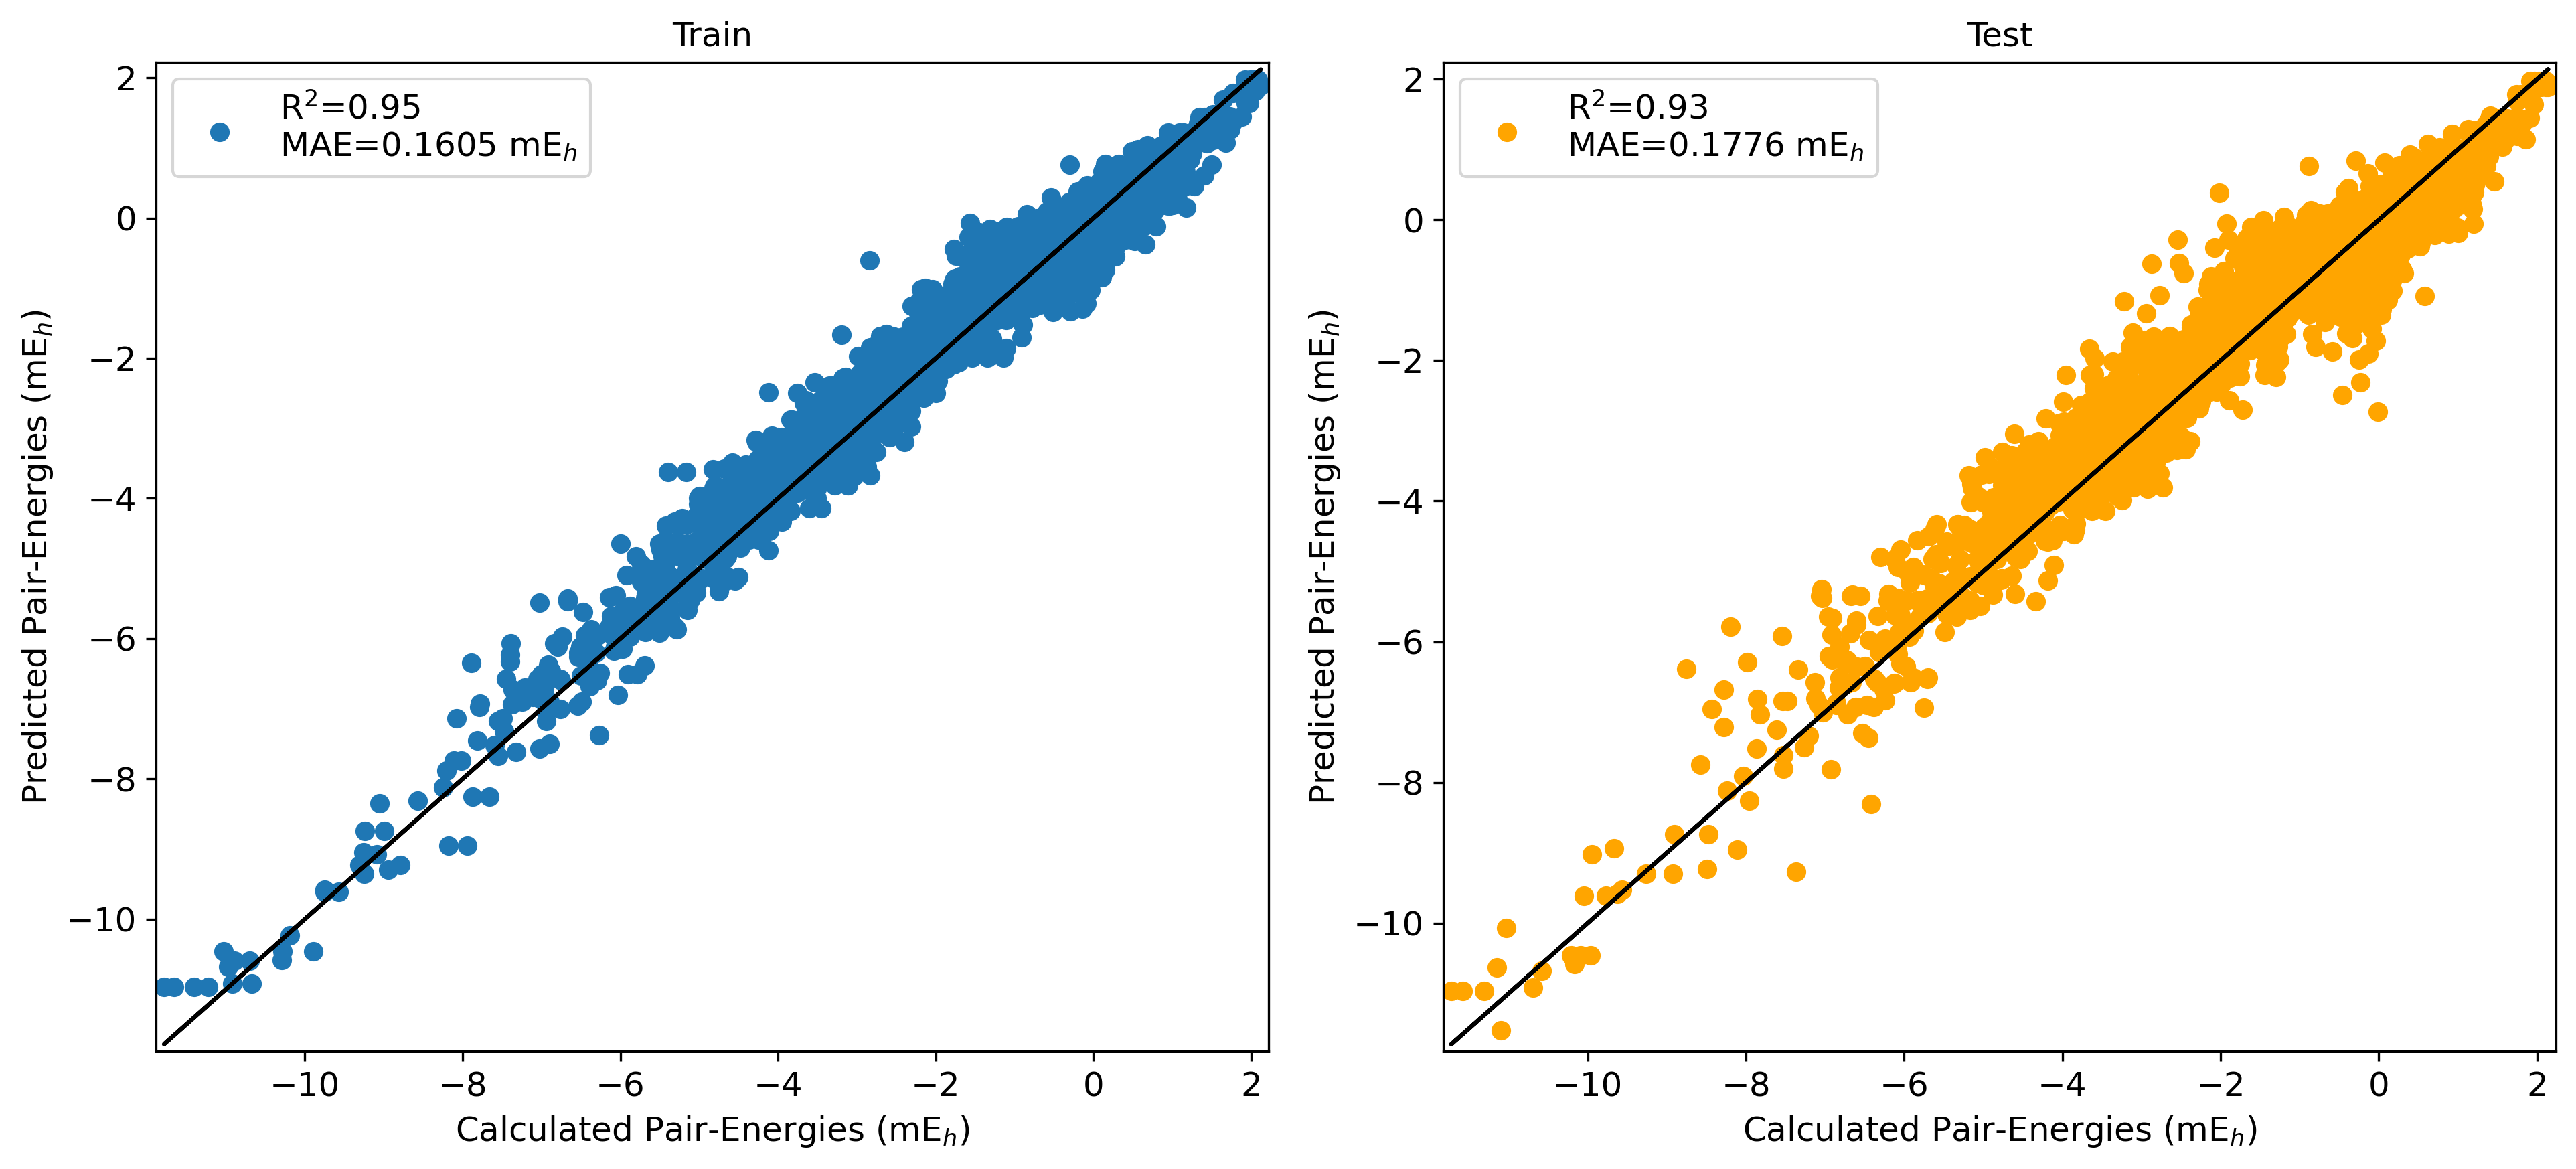 Train
R²=0.95
MAE=0.1605 mEₕ
2
0
−2
−4
−6
−8
−10
Predicted Pair-Energies (mEₕ)
−10 −8 −6 −4 −2 0 2
Calculated Pair-Energies (mEₕ)
Test
R²=0.93
MAE=0.1776 mEₕ
2
0
−2
−4
−6
−8
−10
Predicted Pair-Energies (mEₕ)
−10 −8 −6 −4 −2 0 2
Calculated Pair-Energies (mEₕ)